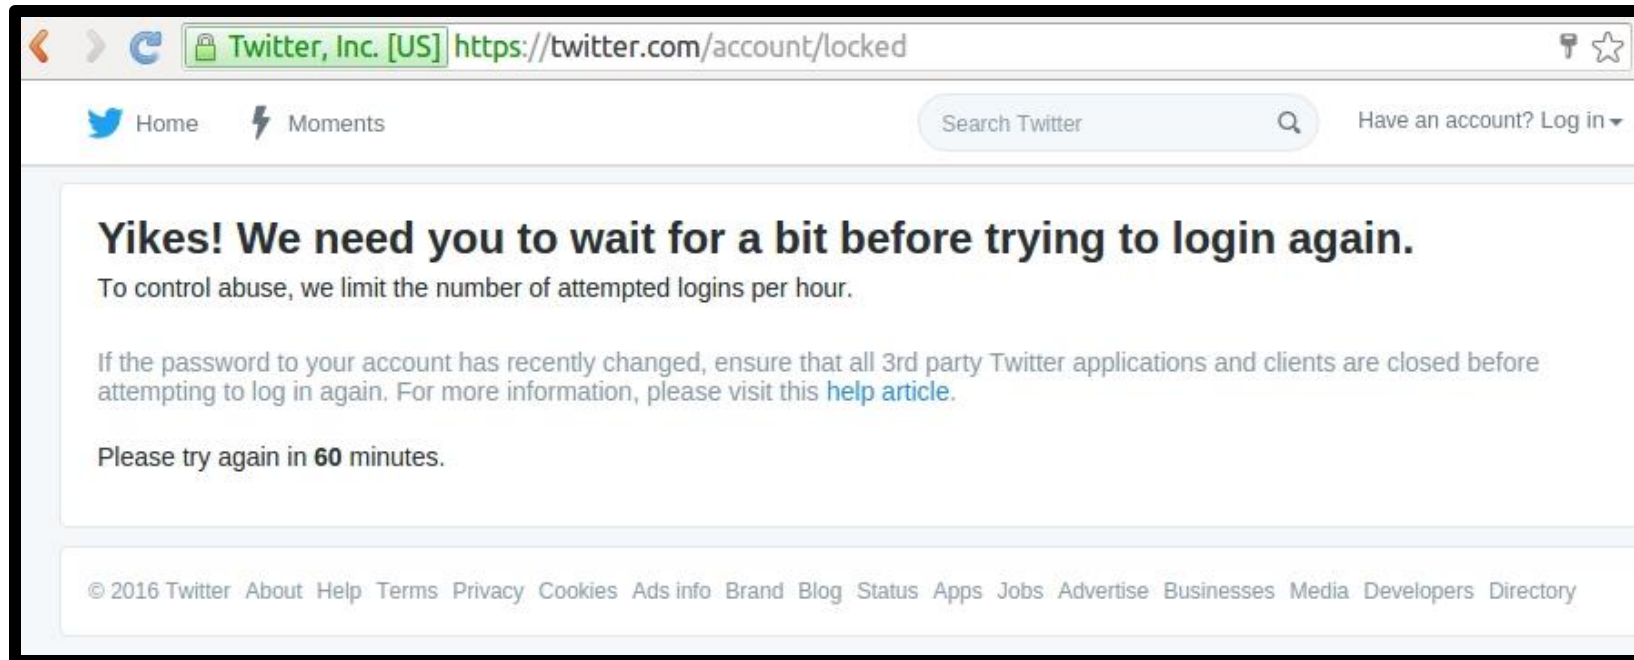 Twitter, Inc. [US] https://twitter.com/account/locked
Home Moments Search Twitter Have an account? Log in
Yikes! We need you to wait for a bit before trying to login again.
To control abuse, we limit the number of attempted logins per hour.
If the password to your account has recently changed, ensure that all 3rd party Twitter applications and clients are closed before
attempting to log in again. For more information, please visit this help article.
Please try again in 60 minutes.
© 2016 Twitter About Help Terms Privacy Cookies Ads info Brand Blog Status Apps Jobs Advertise Businesses Media Developers Directory